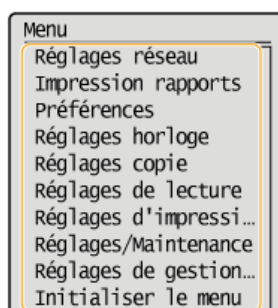 Menu
Réglages réseau
Impression rapports
Préférences
Réglages horloge
Réglages copie
Réglages de lecture
Réglages d'impressi…
Réglages/Maintenance
Réglages de gestion…
Initialiser le menu